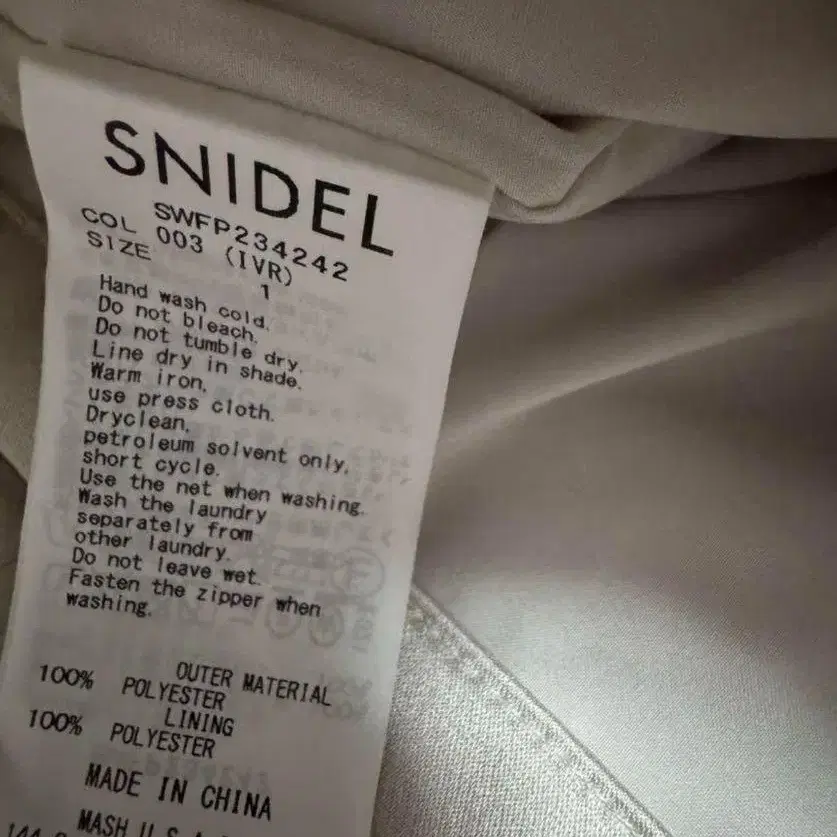 SNIDEL
SWFP234242
COL 003 (IVR)
SIZE 1
Hand wash cold.
Do not bleach.
Do not tumble dry.
Line dry in shade.
Warm iron,
use press cloth.
Dryclean,
petroleum solvent only,
short cycle.
Use the net when washing.
Wash the laundry
separately from
other laundry.
Do not leave wet.
Fasten the zipper when
washing.
OUTER MATERIAL
100% POLYESTER
LINING
100% POLYESTER
MADE IN CHINA
MASH U.S.A